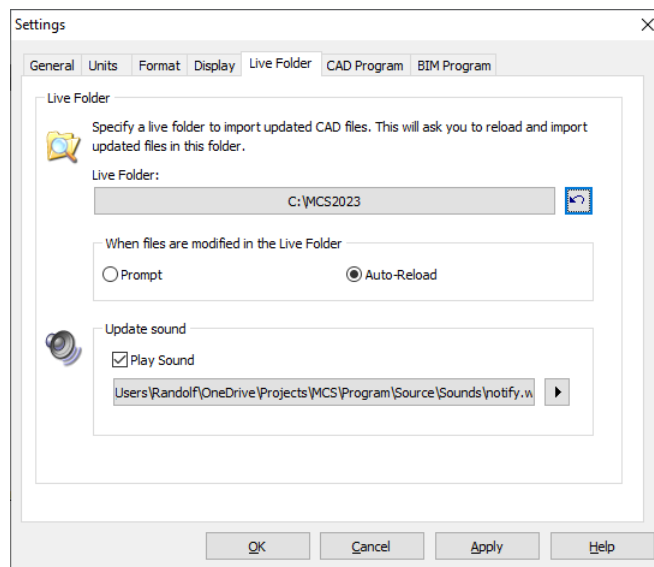 Settings
General Units Format Display Live Folder CAD Program BIM Program
Live Folder
Specify a live folder to import updated CAD files. This will ask you to reload and import
updated files in this folder.
Live Folder:
C:\MCS2023
When files are modified in the Live Folder
Prompt Auto-Reload
Update sound
Play Sound
Users\Randolf\OneDrive\Projects\MCS\Program\Source\Sounds\notify.w
OK Cancel Apply Help